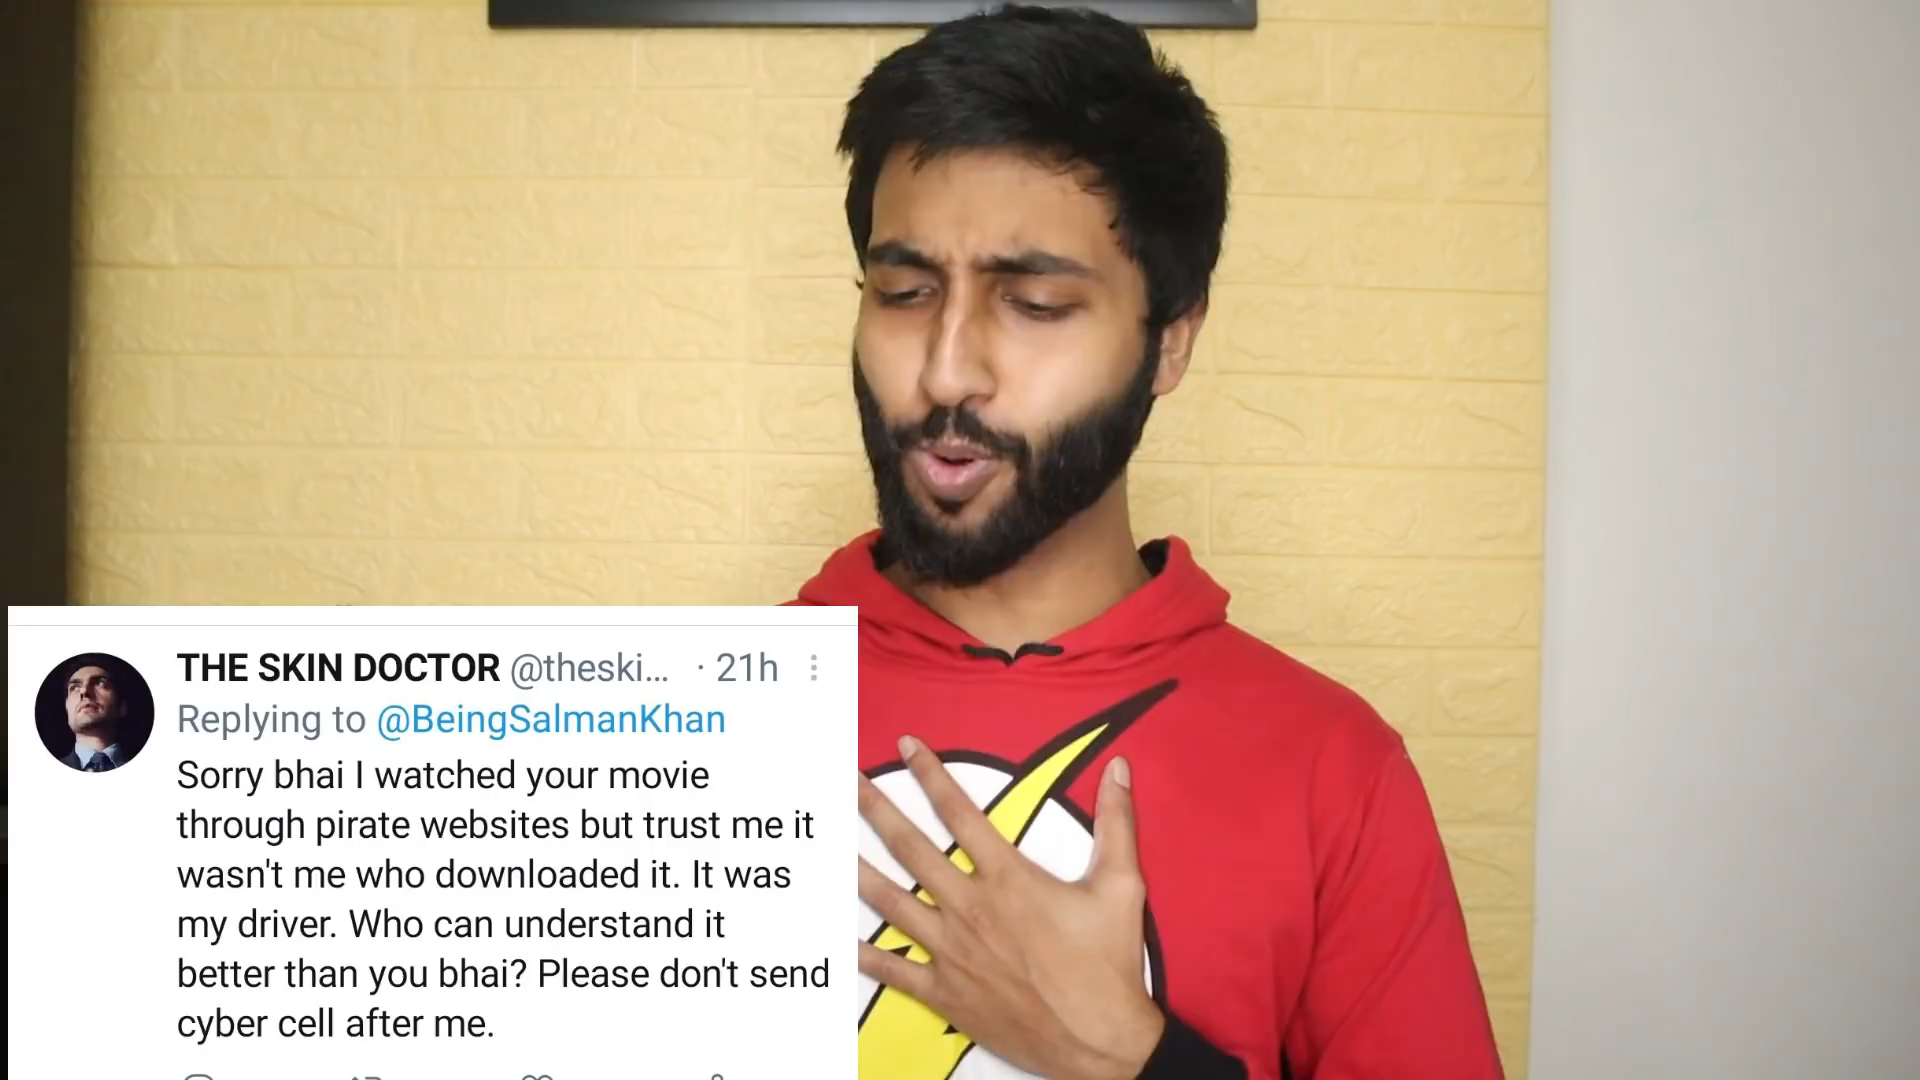 THE SKIN DOCTOR @theski... · 21h
Replying to @BeingSalmanKhan
Sorry bhai I watched your movie
through pirate websites but trust me it
wasn't me who downloaded it. It was
my driver. Who can understand it
better than you bhai? Please don't send
cyber cell after me.